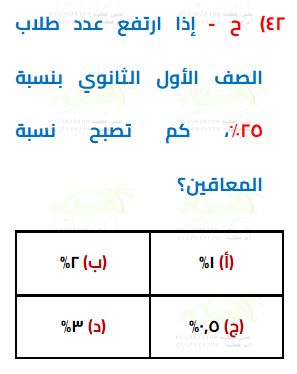 ٤٢) ح - إذا ارتفع عدد طلاب
الصف الأول الثانوي بنسبة
٢٥٪، كم تصبح نسبة
المعاقين؟
(أ) ١% (ب) ٢%
(ج) ٠,٥% (د) ٣%